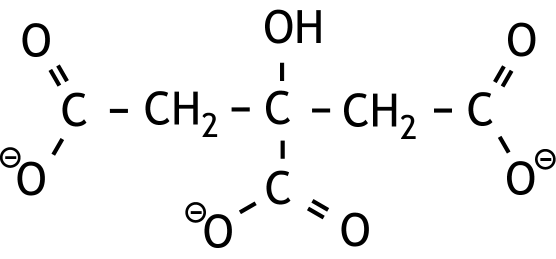 O OH O
C – CH₂ – C – CH₂ – C
⊖O C O⊖
⊖O O